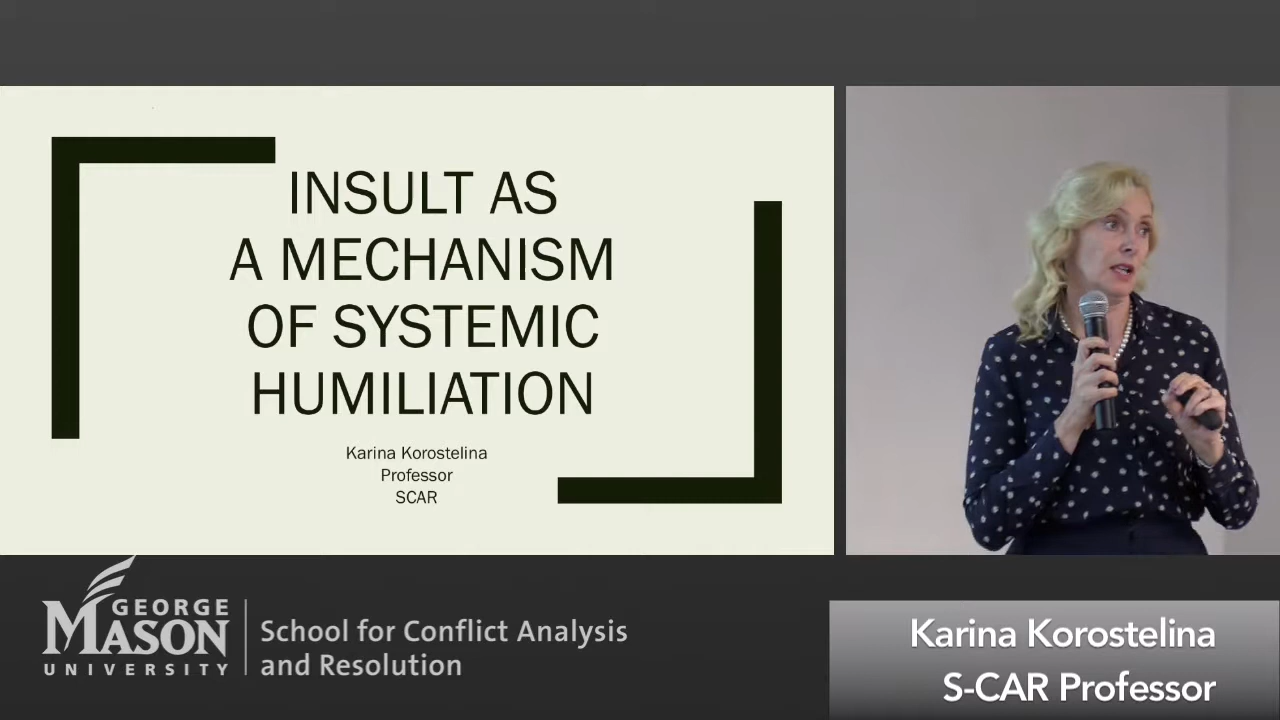 INSULT AS
A MECHANISM
OF SYSTEMIC
HUMILIATION
Karina Korostelina
Professor
SCAR
GEORGE
MASON
UNIVERSITY
School for Conflict Analysis
and Resolution
Karina Korostelina
S-CAR Professor